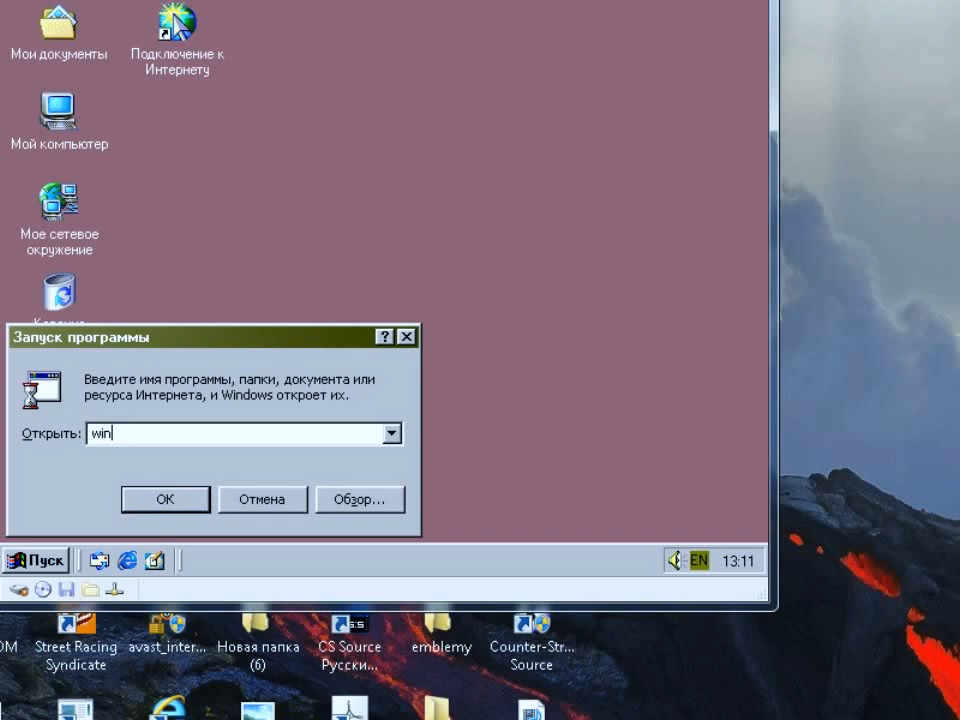 Мои документы
Подключение к
Интернету
Мой компьютер
Мое сетевое
окружение
Запуск программы
Введите имя программы, папки, документа или
ресурса Интернета, и Windows откроет их.
Открыть: win
OK Отмена Обзор...
Пуск
EN 13:11
Street Racing
Syndicate
avast_inter...
Новая папка
(6)
CS Source
Русски...
emblemy
Counter-Str...
Source